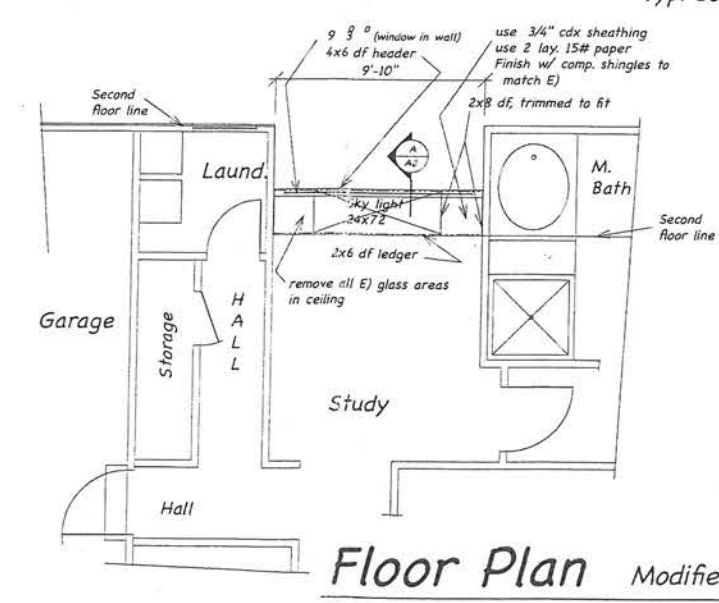 9 0 3 0 (window in wall)
4x6 df header
9'-10"
use 3/4" cdx sheathing
use 2 lay. 15# paper
Finish w/ comp. shingles to
match E)
2x8 df, trimmed to fit
Second
floor line
A
A2
Laund.
M.
Bath
Sky light
24x72
Second
floor line
2x6 df ledger
remove all E) glass areas
in ceiling
Garage
Storage
H
A
L
L
Study
Hall
Floor Plan Modifie